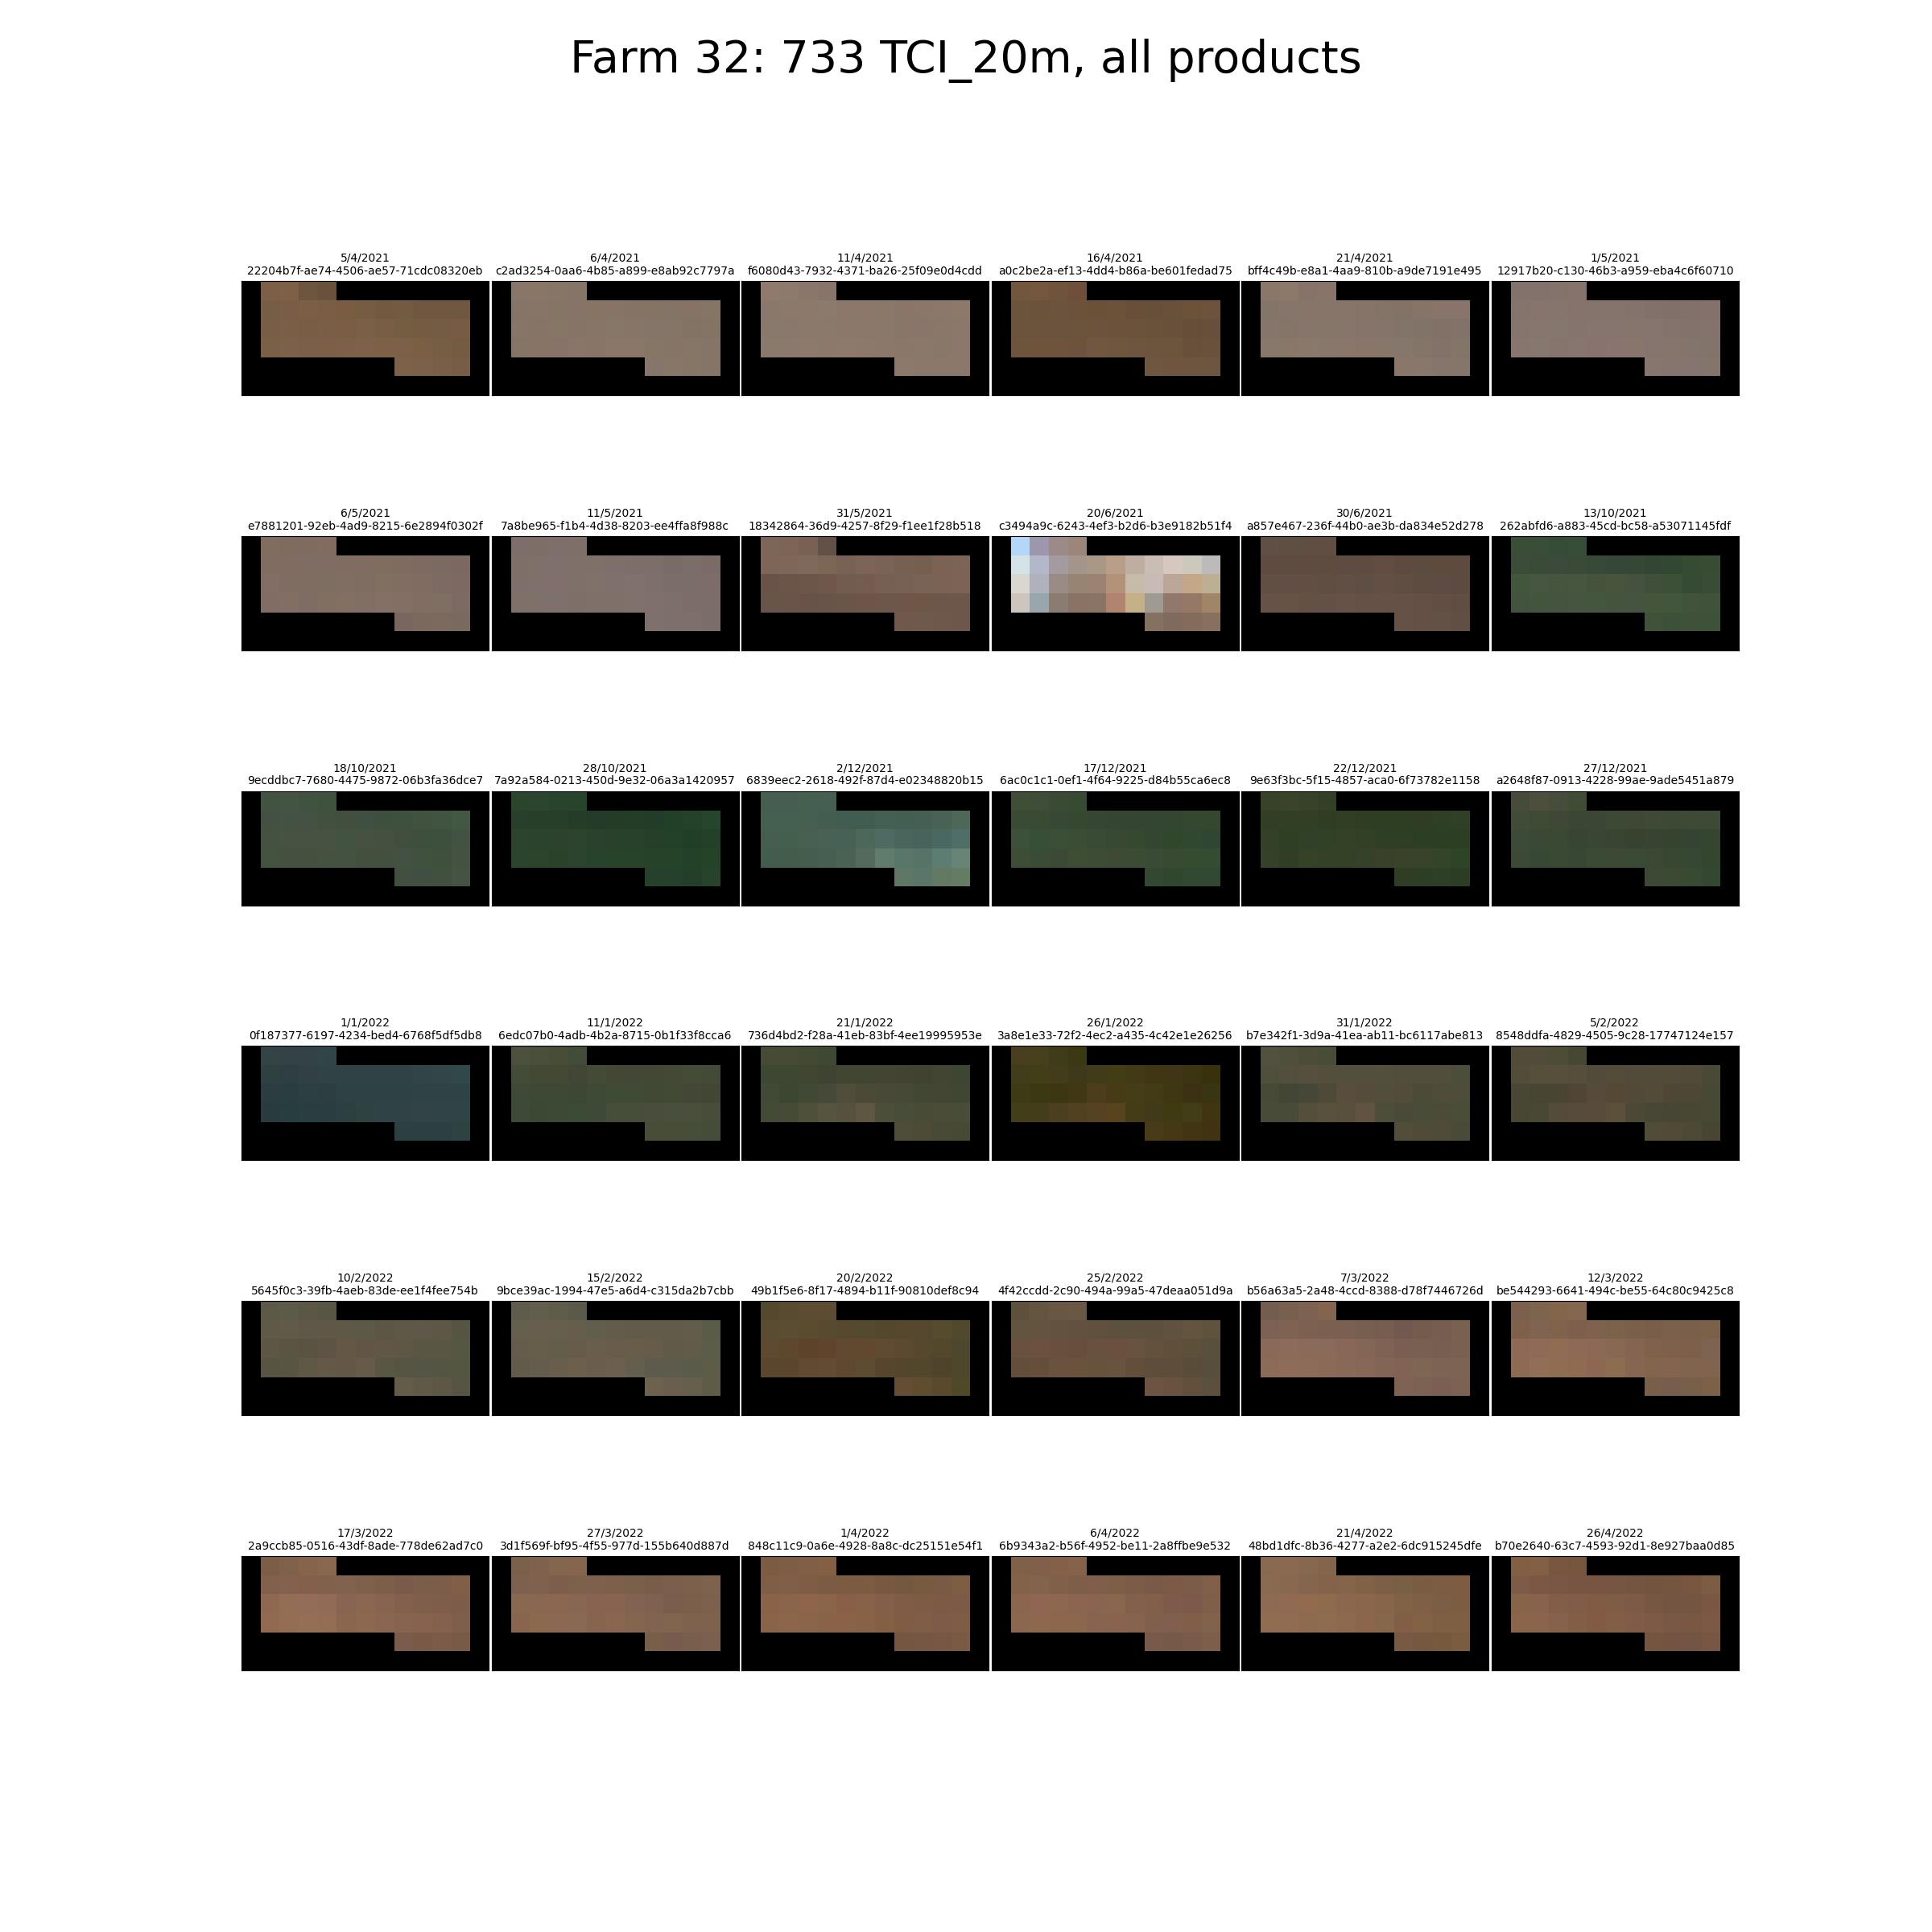 Farm 32: 733 TCI_20m, all products
5/4/2021 6/4/2021 11/4/2021 16/4/2021 21/4/2021 1/5/2021
22204b7f-ae74-4506-ae57-71cdc08320eb c2ad3254-0aa6-4b85-a899-e8ab92c7797a f6080d43-7932-4371-ba26-25f09e0d4cdd a0c2be2a-ef13-4dd4-b86a-be601fedad75 bff4c49b-e8a1-4aa9-810b-a9de7191e495 12917b20-c130-46b3-a959-eba4c6f60710
6/5/2021 11/5/2021 31/5/2021 20/6/2021 30/6/2021 13/10/2021
e7881201-92eb-4ad9-8215-6e2894f0302f 7a8be965-f1b4-4d38-8203-ee4ffa8f988c 18342864-36d9-4257-8f29-f1ee1f28b518 c3494a9c-6243-4ef3-b2d6-b3e9182b51f4 a857e467-236f-44b0-ae3b-da834e52d278 262abfd6-a883-45cd-bc58-a53071145fdf
18/10/2021 28/10/2021 2/12/2021 17/12/2021 22/12/2021 27/12/2021
9ecddbc7-7680-4475-9872-06b3fa36dce7 7a92a584-0213-450d-9e32-06a3a1420957 6839eec2-2618-492f-87d4-e02348820b15 6ac0c1c1-0ef1-4f64-9225-d84b55ca6ec8 9e63f3bc-5f15-4857-aca0-6f73782e1158 a2648f87-0913-4228-99ae-9ade5451a879
1/1/2022 11/1/2022 21/1/2022 26/1/2022 31/1/2022 5/2/2022
0f187377-6197-4234-bed4-6768f5df5db8 6edc07b0-4adb-4b2a-8715-0b1f33f8cca6 736d4bd2-f28a-41eb-83bf-4ee19995953e 3a8e1e33-72f2-4ec2-a435-4c42e1e26256 b7e342f1-3d9a-41ea-ab11-bc6117abe813 8548ddfa-4829-4505-9c28-17747124e157
10/2/2022 15/2/2022 20/2/2022 25/2/2022 7/3/2022 12/3/2022
5645f0c3-39fb-4aeb-83de-ee1f4fee754b 9bce39ac-1994-47e5-a6d4-c315da2b7cbb 49b1f5e6-8f17-4894-b11f-90810def8c94 4f42ccdd-2c90-494a-99a5-47deaa051d9a b56a63a5-2a48-4ccd-8388-d78f7446726d be544293-6641-494c-be55-64c80c9425c8
17/3/2022 27/3/2022 1/4/2022 6/4/2022 21/4/2022 26/4/2022
2a9ccb85-0516-43df-8ade-778de62ad7c0 3d1f569f-bf95-4f55-977d-155b640d887d 848c11c9-0a6e-4928-8a8c-dc25151e54f1 6b9343a2-b56f-4952-be11-2a8ffbe9e532 48bd1dfc-8b36-4277-a2e2-6dc915245dfe b70e2640-63c7-4593-92d1-8e927baa0d85